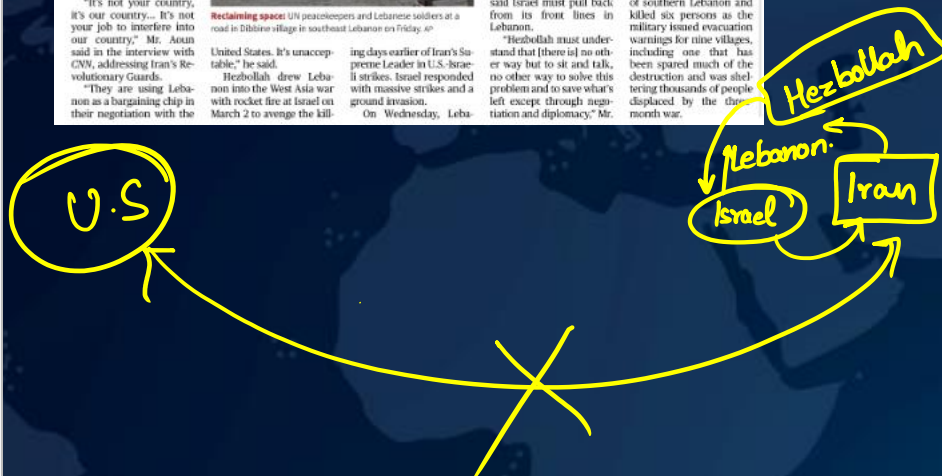 "It's not your country,
it's our country... It's not
your job to interfere into
our country," Mr. Aoun
said in the interview with
CNN, addressing Iran's Re-
volutionary Guards.
"They are using Leba-
non as a bargaining chip in
their negotiation with the
Reclaiming space: UN peacekeepers and Lebanese soldiers at a
road in Dibbine village in southeast Lebanon on Friday. AP
United States. It's unaccep-
table," he said.
Hezbollah drew Leba-
non into the West Asia war
with rocket fire at Israel on
March 2 to avenge the kill-
ing days earlier of Iran's Su-
preme Leader in U.S.-Israe-
li strikes. Israel responded
with massive strikes and a
ground invasion.
On Wednesday, Leba-
said Israel must pull back
from its front lines in
Lebanon.
"Hezbollah must under-
stand that [there is] no oth-
er way but to sit and talk,
no other way to solve this
problem and to save what's
left except through nego-
tiation and diplomacy," Mr.
of southern Lebanon and
killed six persons as the
military issued evacuation
warnings for nine villages,
including one that has
been spared much of the
destruction and was shel-
tering thousands of people
displaced by the three-
month war.
Hezbollah
Lebanon.
Israel
Iran
U.S